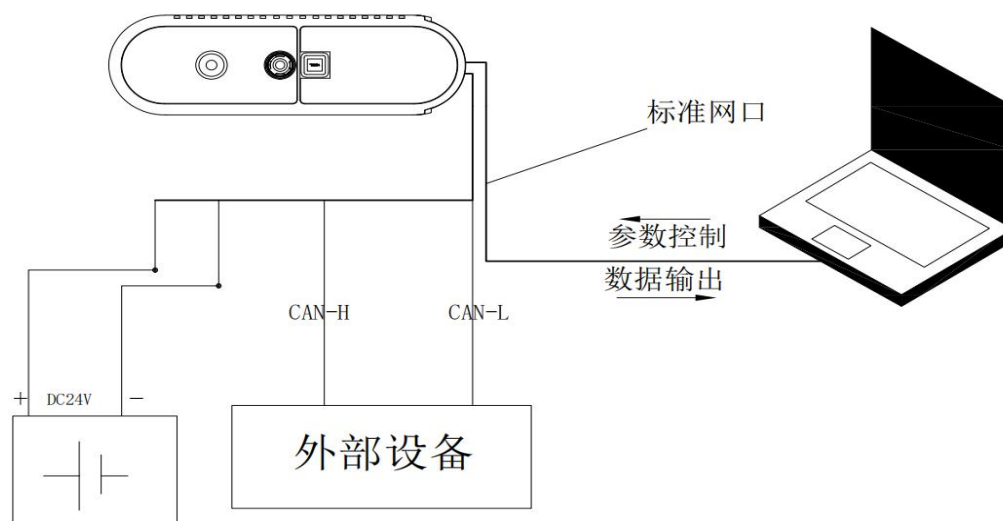 标准网口
参数控制
数据输出
CAN-H
CAN-L
+ DC24V -
外部设备